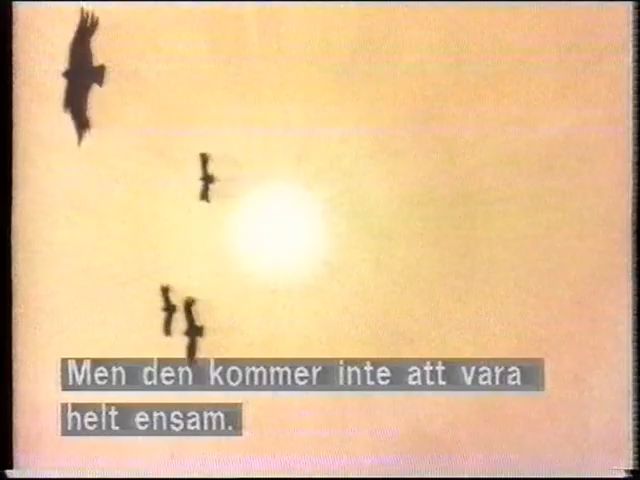 Men den kommer inte att vara
helt ensam.